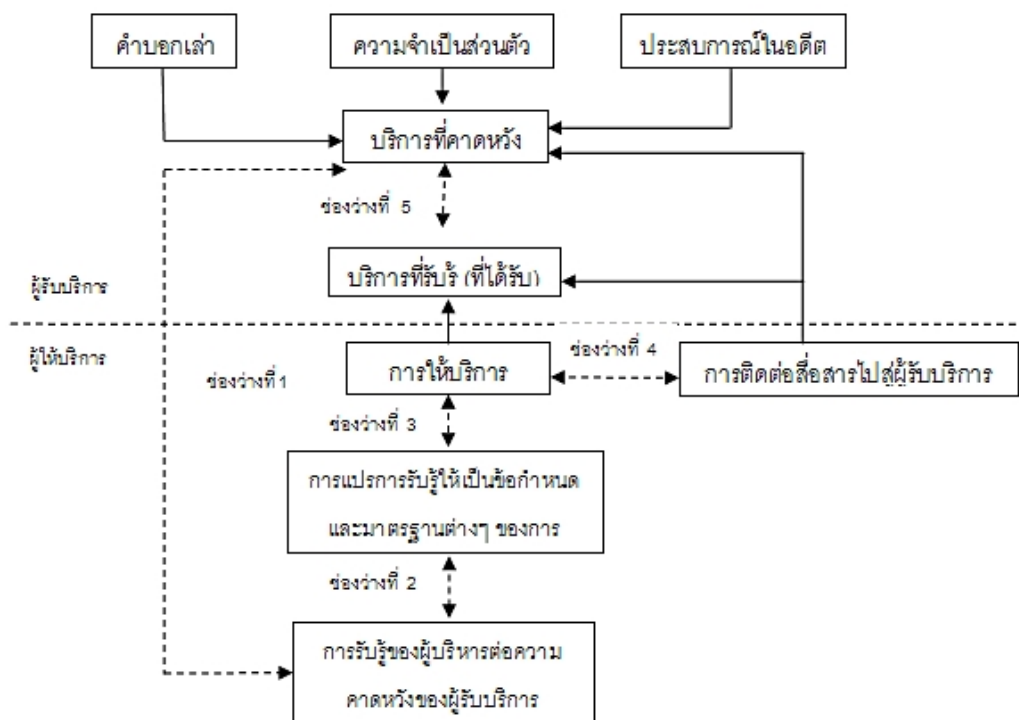 คำบอกเล่า
ความจำเป็นส่วนตัว
ประสบการณ์ในอดีต
บริการที่คาดหวัง
ช่องว่างที่ 5
บริการที่รับรู้ (ที่ได้รับ)
ผู้รับบริการ
ผู้ให้บริการ
ช่องว่างที่ 1
การให้บริการ
ช่องว่างที่ 4
การติดต่อสื่อสารไปสู่ผู้รับบริการ
ช่องว่างที่ 3
การแปรการรับรู้ให้เป็นข้อกำหนด
และมาตรฐานต่างๆ ของการ
ช่องว่างที่ 2
การรับรู้ของผู้บริหารต่อความ
คาดหวังของผู้รับบริการ